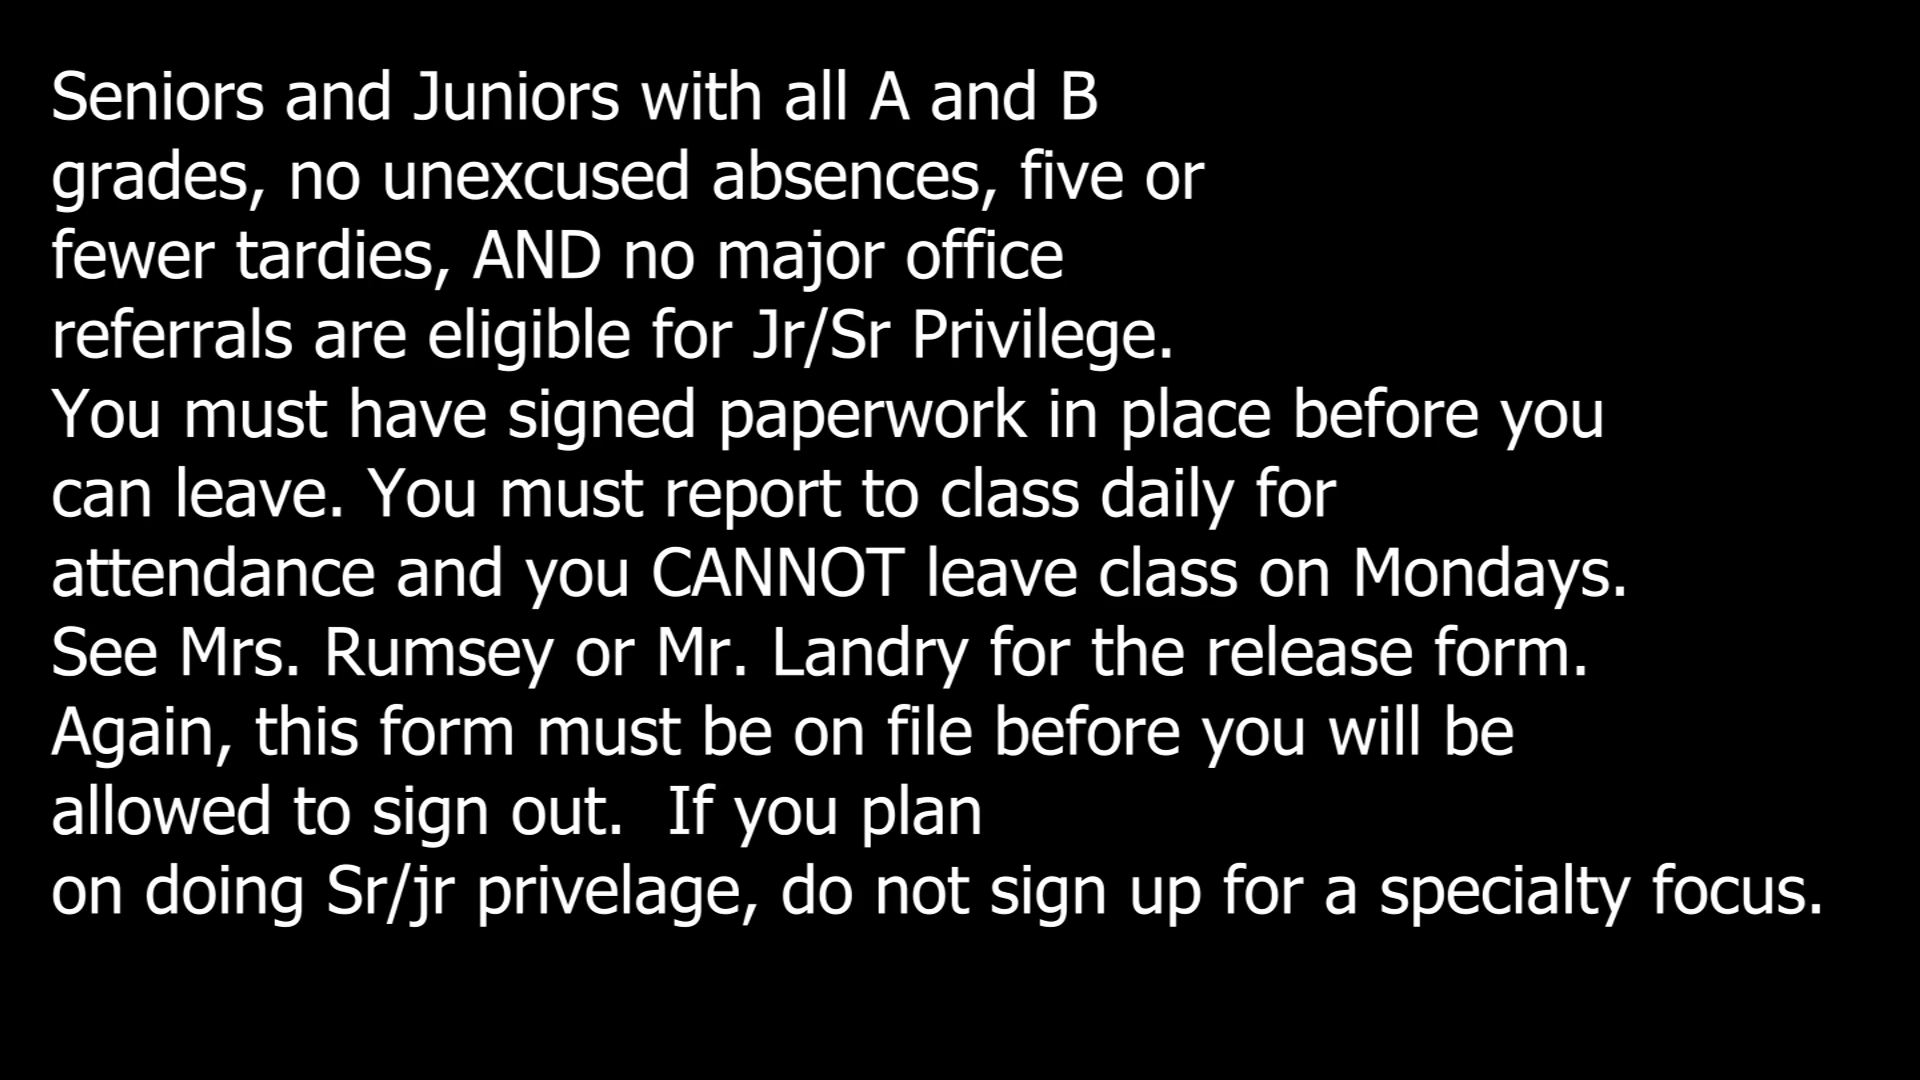 Seniors and Juniors with all A and B
grades, no unexcused absences, five or
fewer tardies, AND no major office
referrals are eligible for Jr/Sr Privilege.
You must have signed paperwork in place before you
can leave. You must report to class daily for
attendance and you CANNOT leave class on Mondays.
See Mrs. Rumsey or Mr. Landry for the release form.
Again, this form must be on file before you will be
allowed to sign out.  If you plan
on doing Sr/jr privelage, do not sign up for a specialty focus.